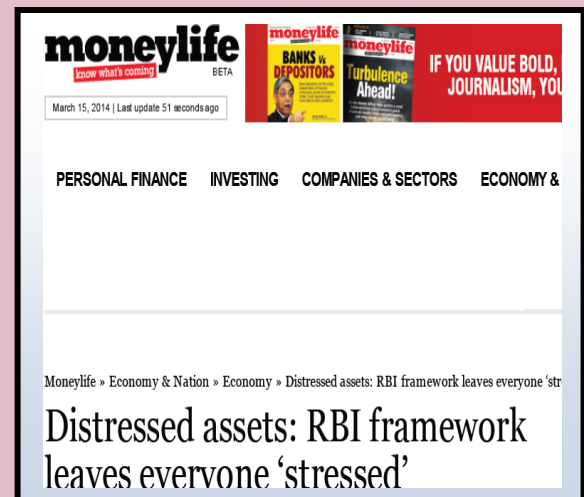 moneylife
know what's coming
BETA
March 15, 2014 | Last update 51 seconds ago
moneylife
BANKS vs
DEPOSITORS
moneylife
Turbulence
Ahead!
IF YOU VALUE BOLD,
JOURNALISM, YOU
PERSONAL FINANCE INVESTING COMPANIES & SECTORS ECONOMY &
Moneylife » Economy & Nation » Economy » Distressed assets: RBI framework leaves everyone 'str
Distressed assets: RBI framework
leaves everyone 'stressed'